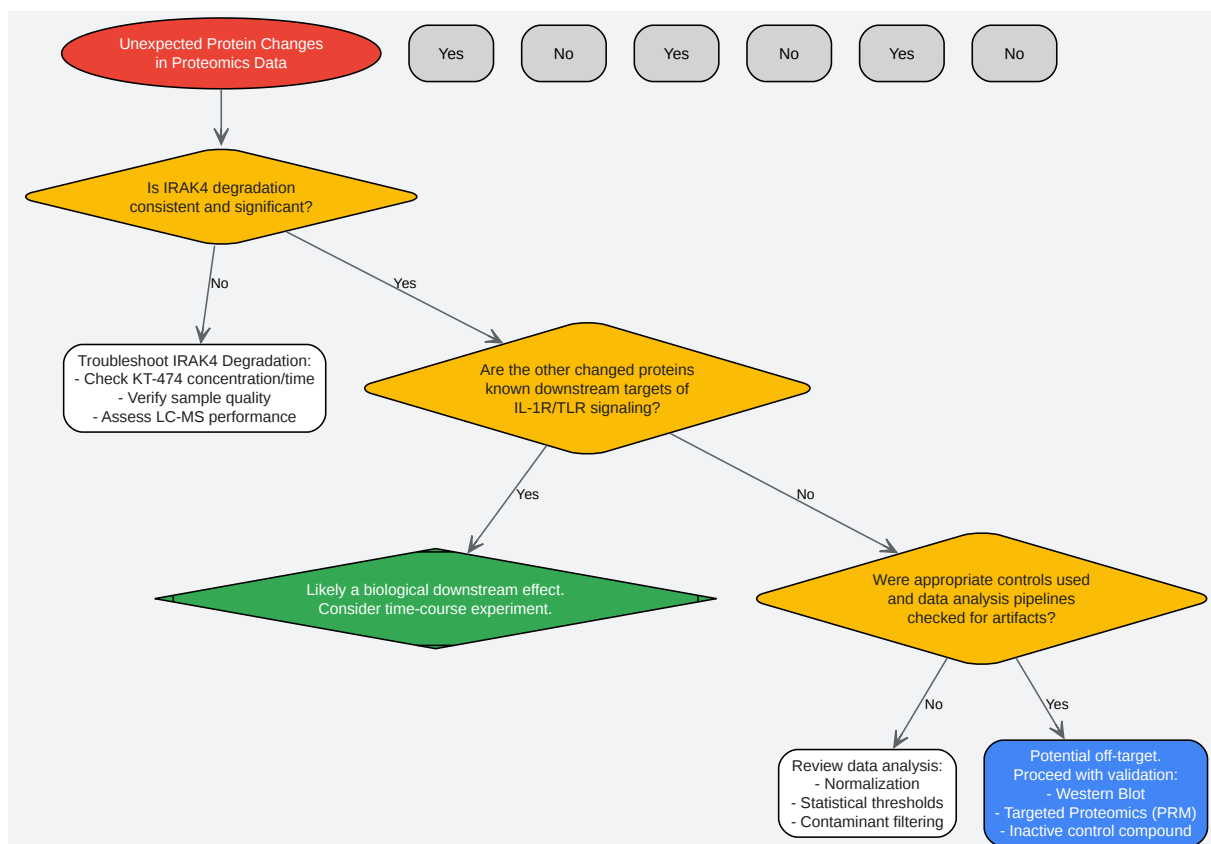 Unexpected Protein Changes
in Proteomics Data
Yes
No
Yes
No
Yes
No
Is IRAK4 degradation
consistent and significant?
No
Yes
Troubleshoot IRAK4 Degradation:
- Check KT-474 concentration/time
- Verify sample quality
- Assess LC-MS performance
Are the other changed proteins
known downstream targets of
IL-1R/TLR signaling?
Yes
No
Likely a biological downstream effect.
Consider time-course experiment.
Were appropriate controls used
and data analysis pipelines
checked for artifacts?
No
Yes
Review data analysis:
- Normalization
- Statistical thresholds
- Contaminant filtering
Potential off-target.
Proceed with validation:
- Western Blot
- Targeted Proteomics (PRM)
- Inactive control compound